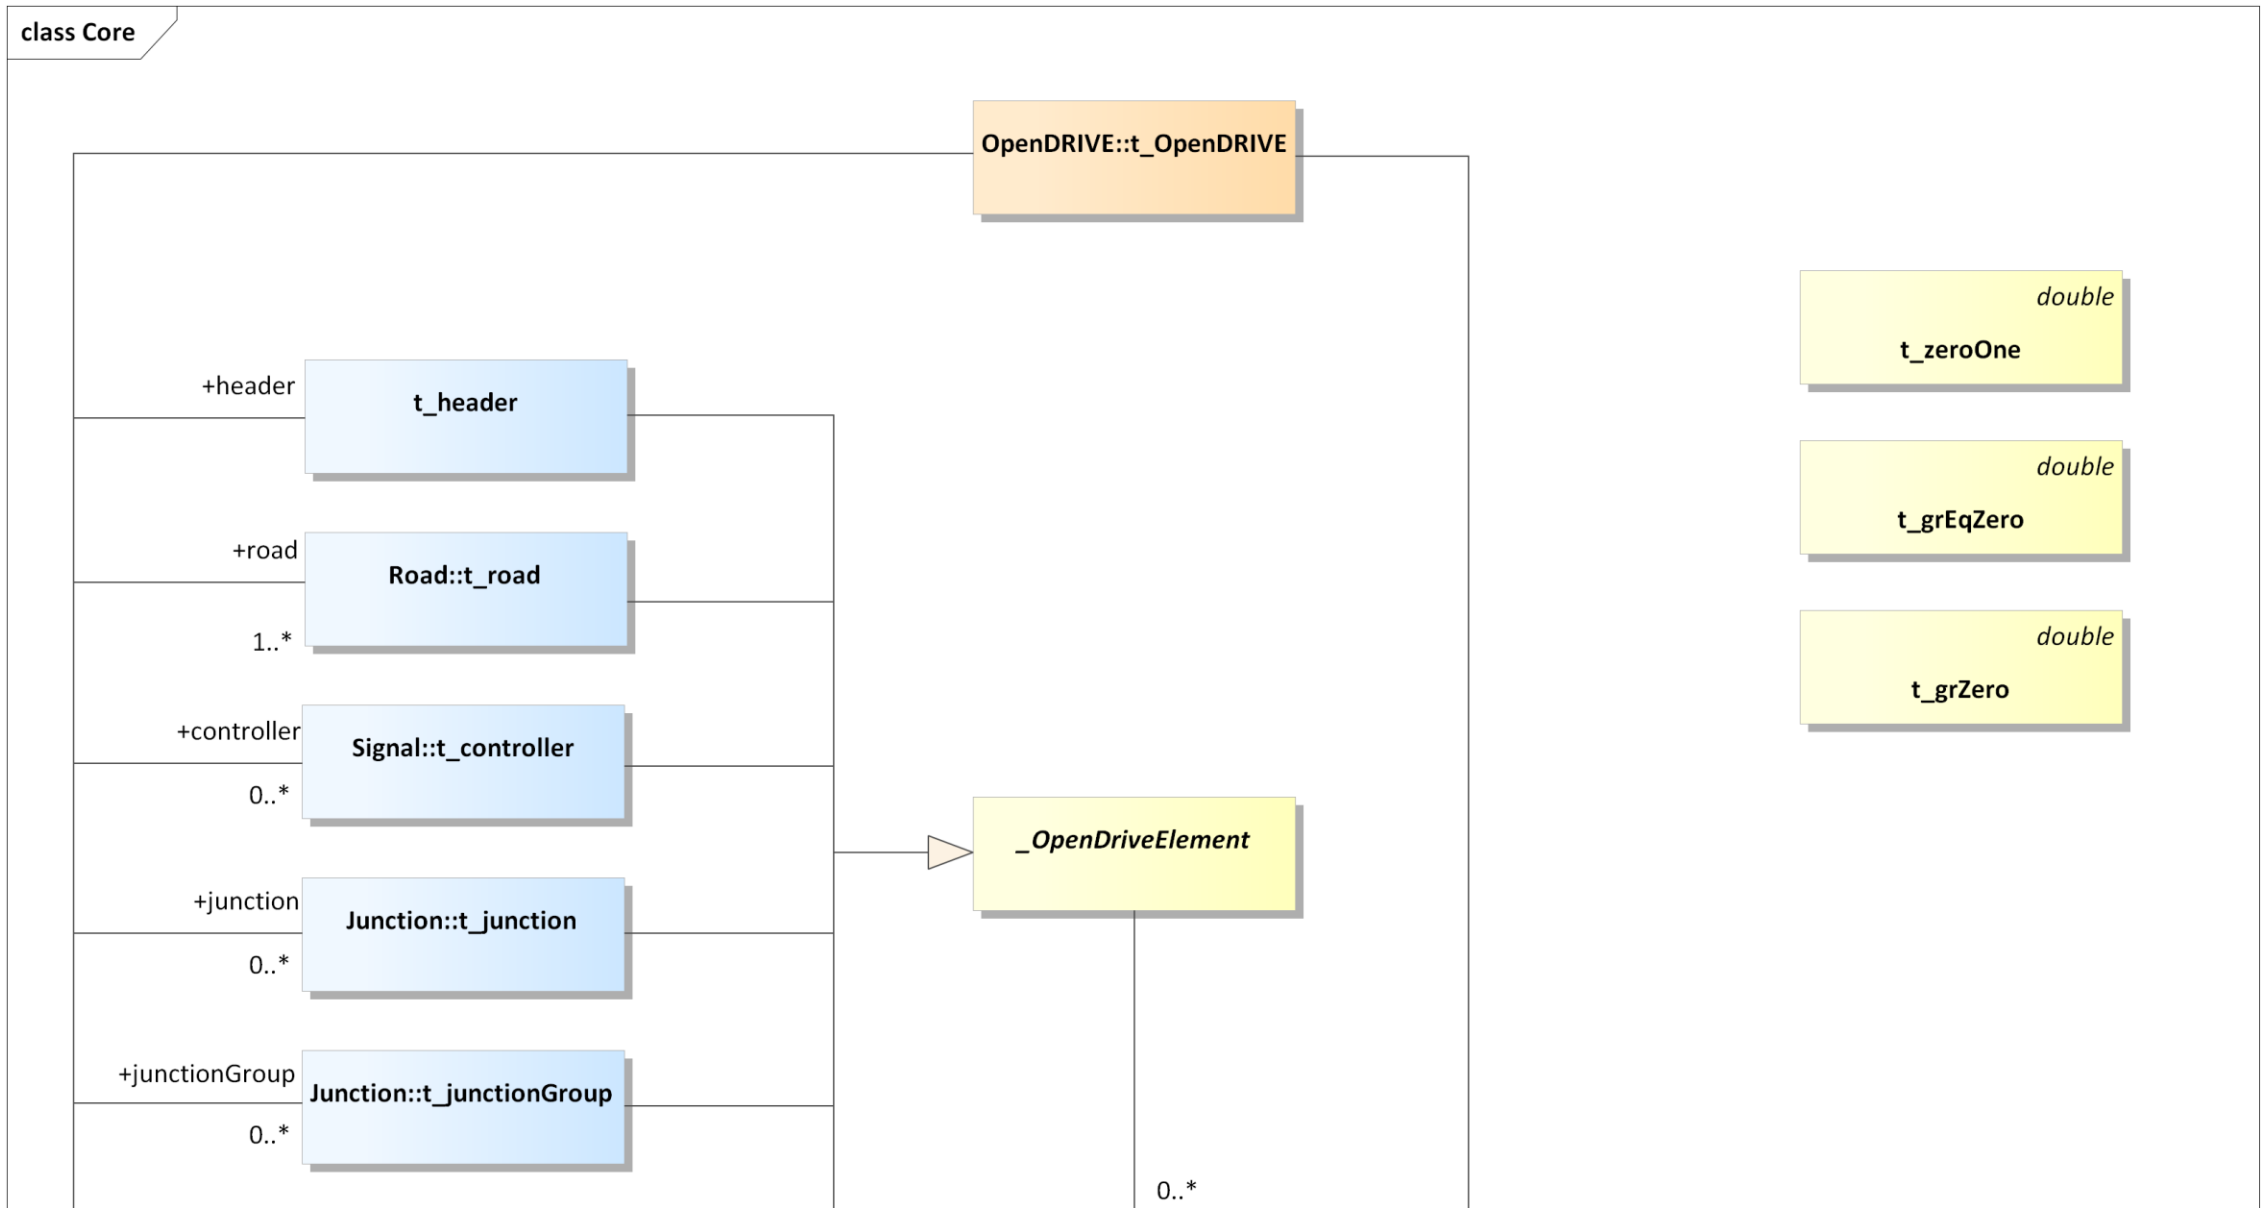 class Core
OpenDRIVE::t_OpenDRIVE
double
t_zeroOne
+header
t_header
double
t_grEqZero
+road
Road::t_road
1..*
double
t_grZero
+controller
Signal::t_controller
0..*
_OpenDriveElement
+junction
Junction::t_junction
0..*
+junctionGroup
Junction::t_junctionGroup
0..*
0..*